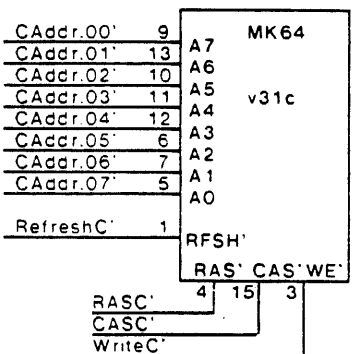 CAddr.00' 9 MK64
CAddr.01' 13 A7
CAddr.02' 10 A6
CAddr.03' 11 A5 v31c
CAddr.04' 12 A4
CAddr.05' 6 A3
CAddr.06' 7 A2
CAddr.07' 5 A1
A0
RefreshC' 1
RFSH'
RAS' CAS' WE'
4 15 3
RASC'
CASC'
WriteC'